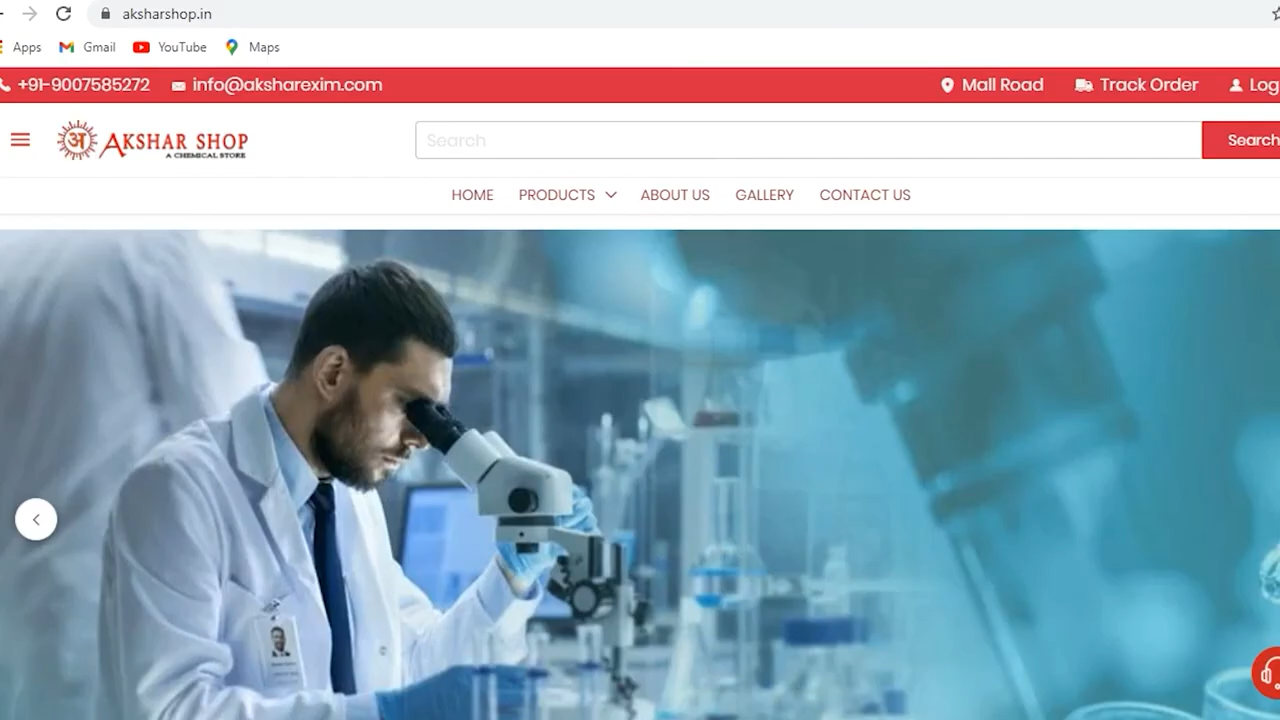 aksharshop.in
Apps Gmail YouTube Maps
+91-9007585272 info@aksharexim.com Mall Road Track Order Log
अ AKSHAR SHOP
A CHEMICAL STORE
Search Search
HOME PRODUCTS ABOUT US GALLERY CONTACT US